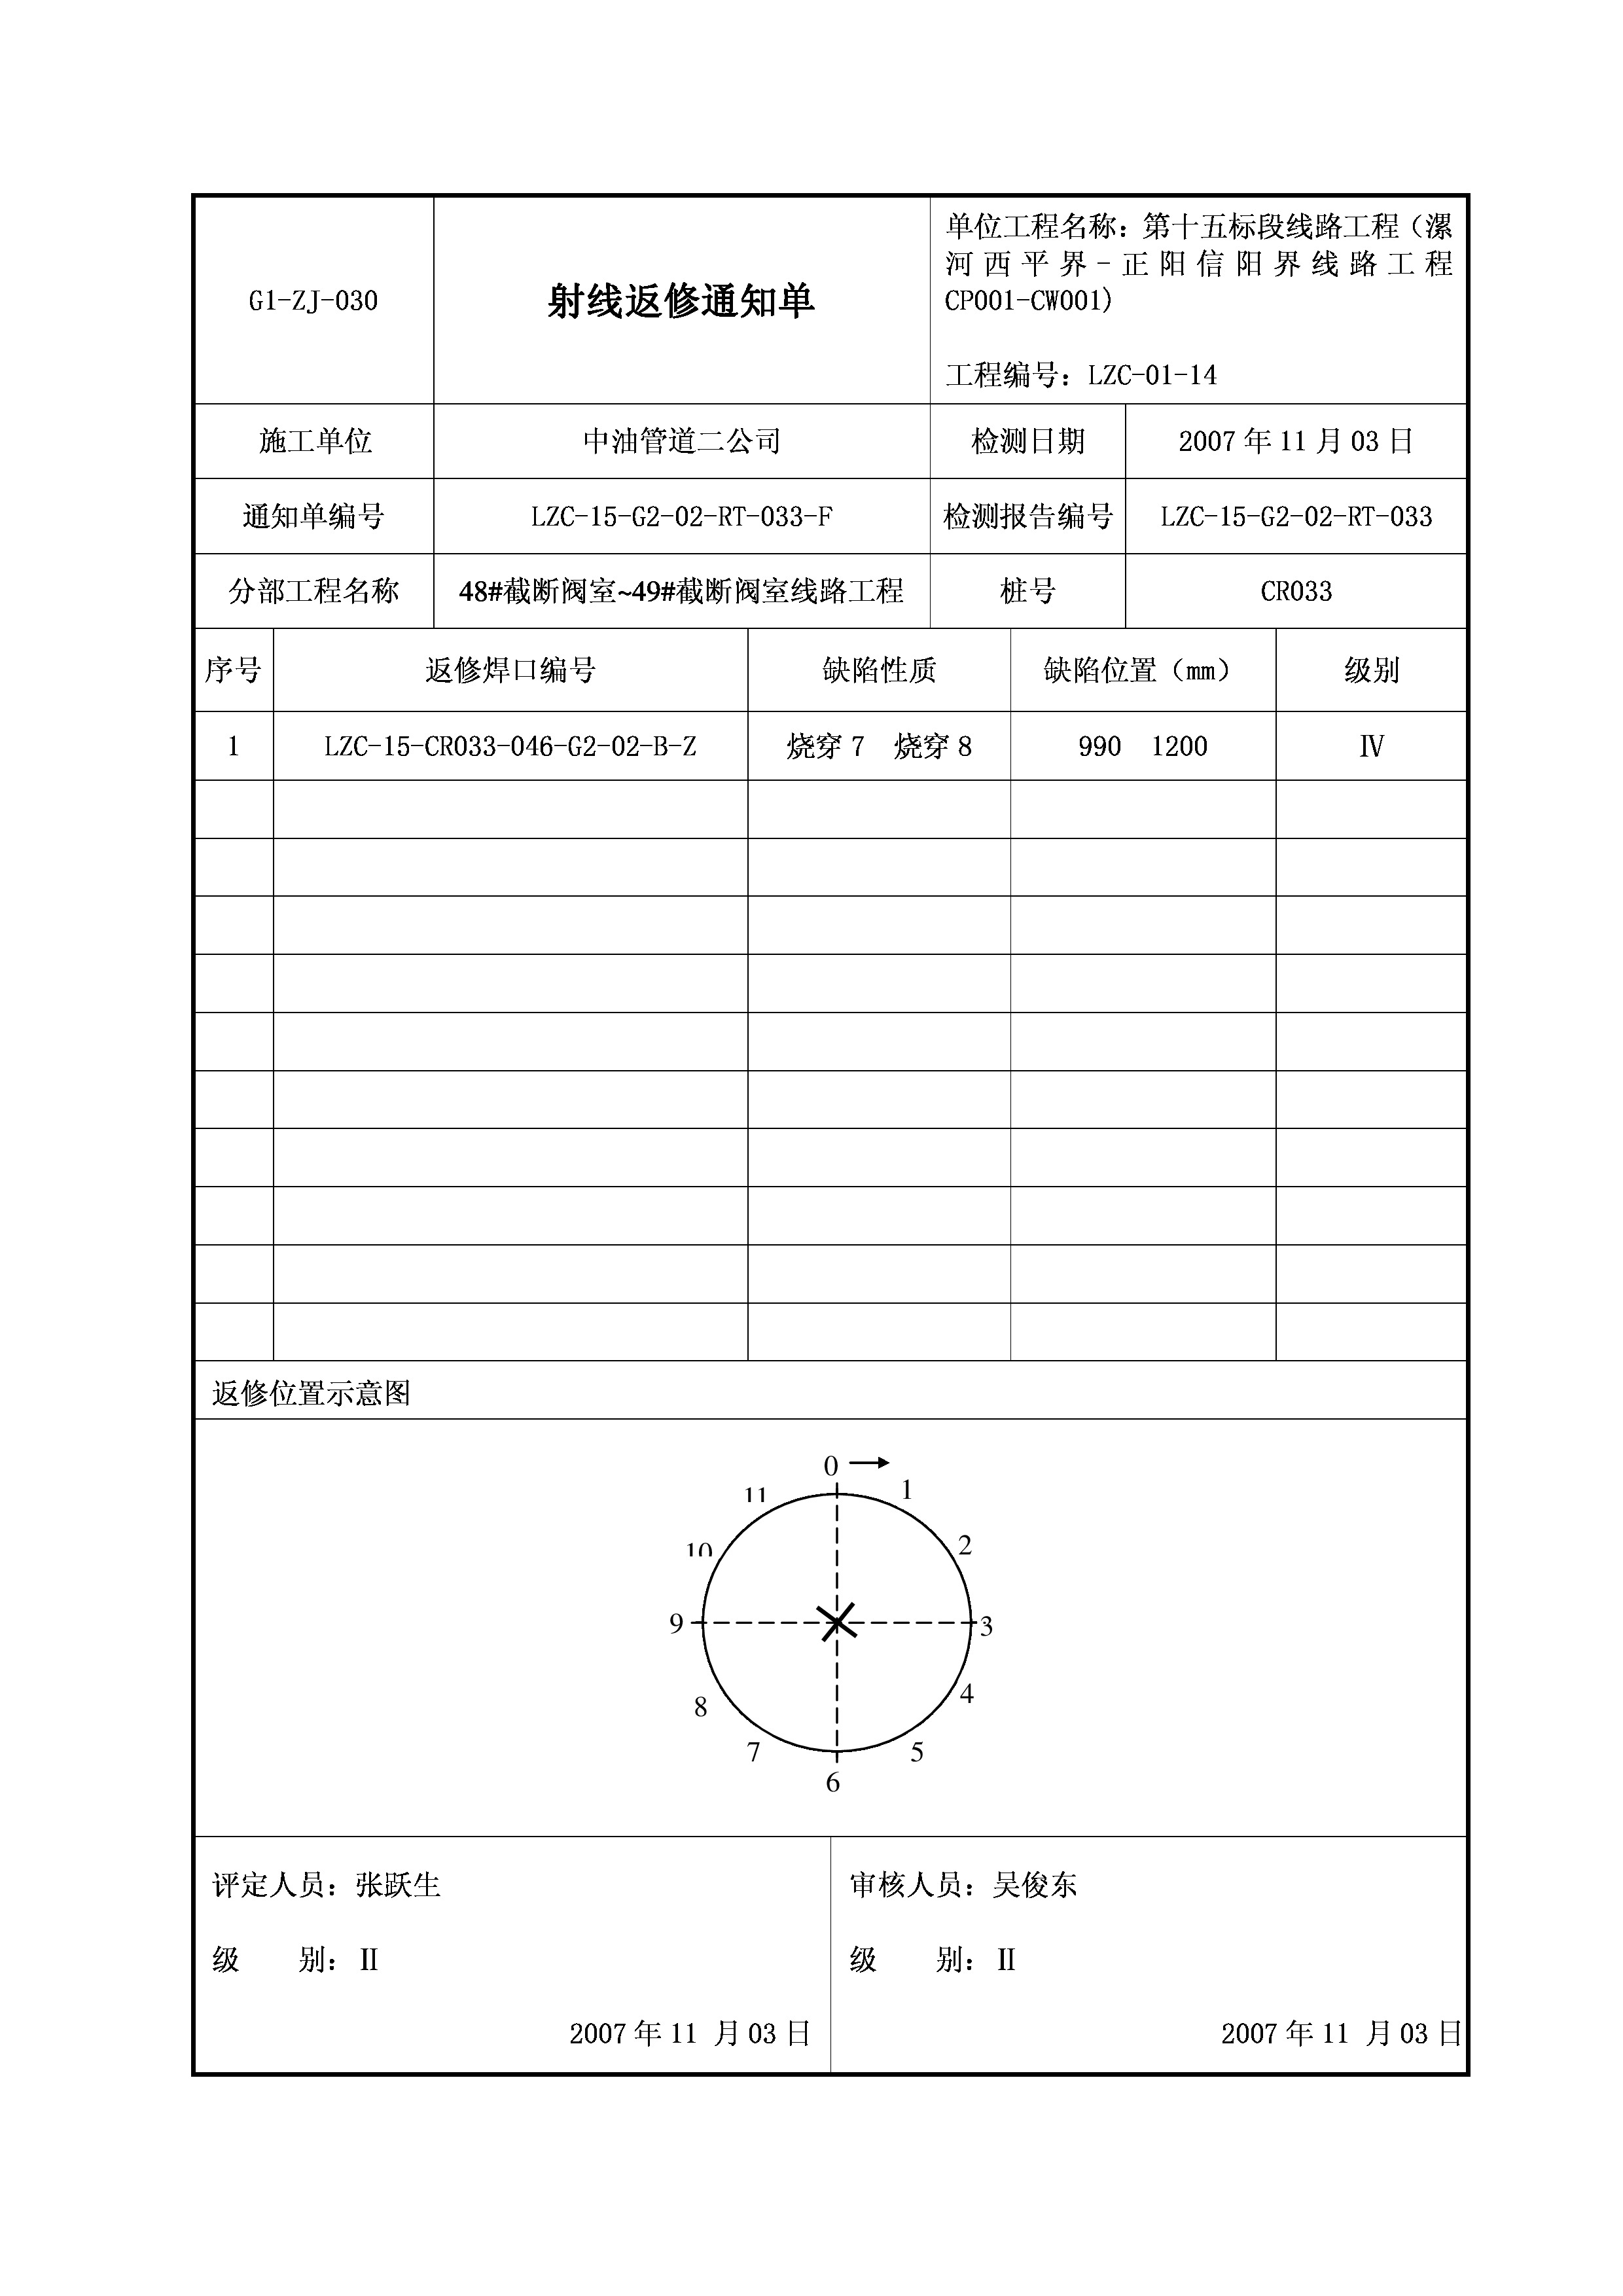 G1-ZJ-030
射线返修通知单
单位工程名称：第十五标段线路工程（漯
河西平界-正阳信阳界线路工程
CP001-CW001)
工程编号：LZC-01-14
施工单位
中油管道二公司
检测日期
2007 年 11 月 03 日
通知单编号
LZC-15-G2-02-RT-033-F
检测报告编号
LZC-15-G2-02-RT-033
分部工程名称
48#截断阀室~49#截断阀室线路工程
桩号
CR033
序号
返修焊口编号
缺陷性质
缺陷位置（mm）
级别
1
LZC-15-CR033-046-G2-02-B-Z
烧穿 7 烧穿 8
990 1200
Ⅳ
返修位置示意图
0
1
2
3
4
5
6
7
8
9
10
11
评定人员：张跃生
级 别：Ⅱ
2007 年 11 月 03 日
审核人员：吴俊东
级 别：Ⅱ
2007 年 11 月 03 日